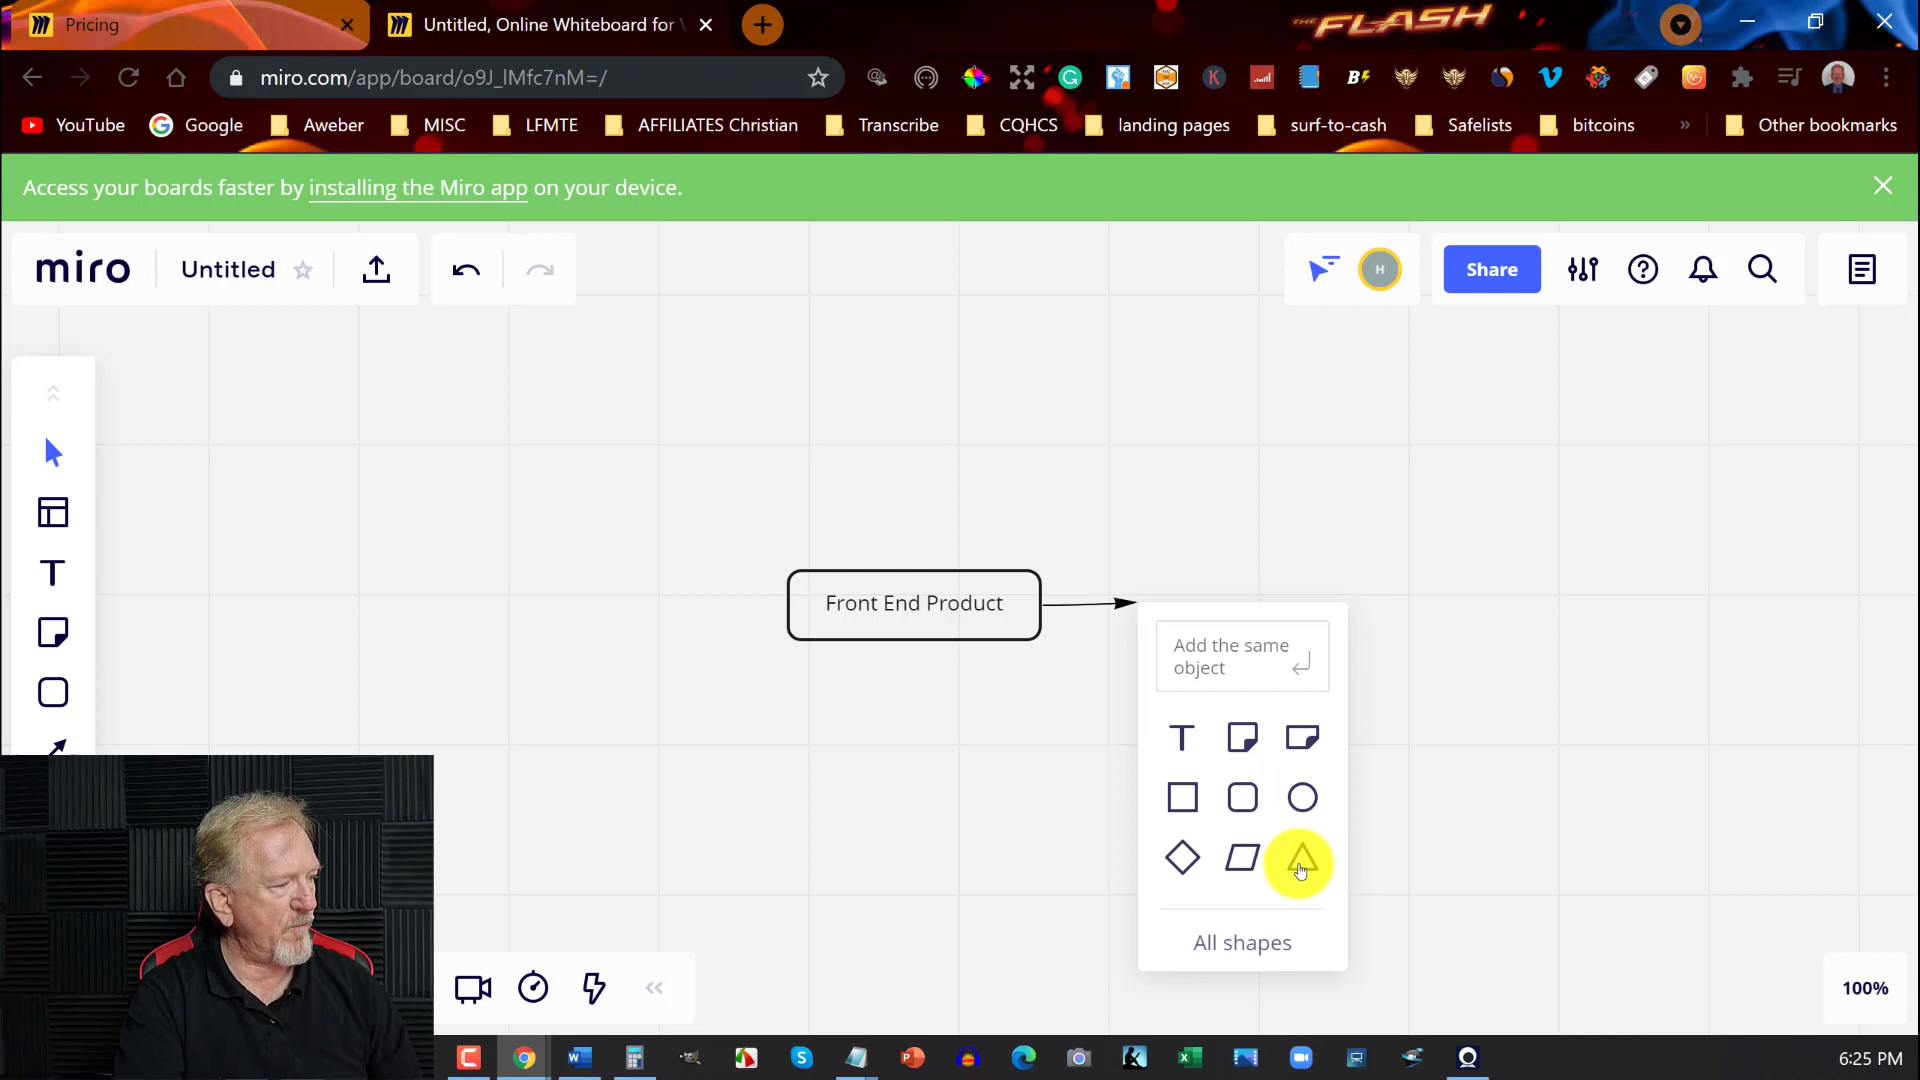 Pricing
Untitled, Online Whiteboard for
THE FLASH
miro.com/app/board/o9J_lMfc7nM=/
YouTube
Google
Aweber
MISC
LFMTE
AFFILIATES Christian
Transcribe
CQHCS
landing pages
surf-to-cash
Safelists
bitcoins
»
Other bookmarks
Access your boards faster by installing the Miro app on your device.
miro
Untitled
H
Share
Front End Product
Add the same
object
All shapes
100%
6:25 PM